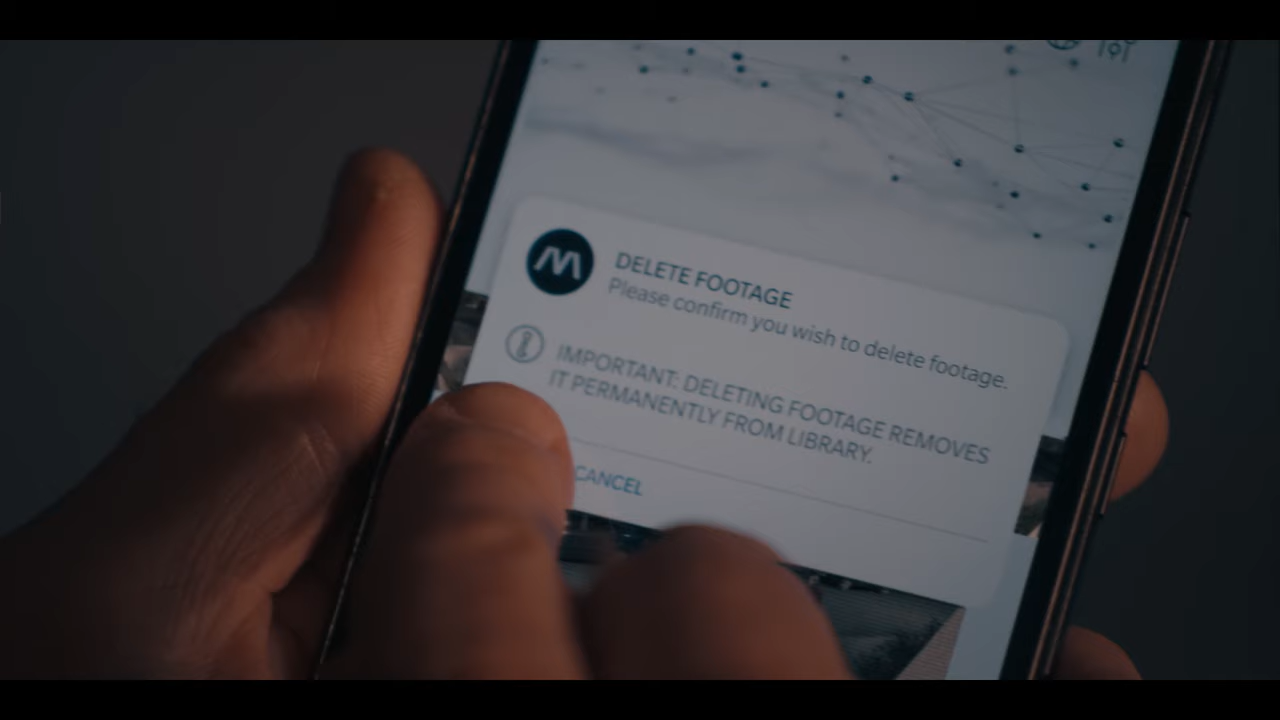 DELETE FOOTAGE
Please confirm you wish to delete footage.
IMPORTANT: DELETING FOOTAGE REMOVES
IT PERMANENTLY FROM LIBRARY.
CANCEL